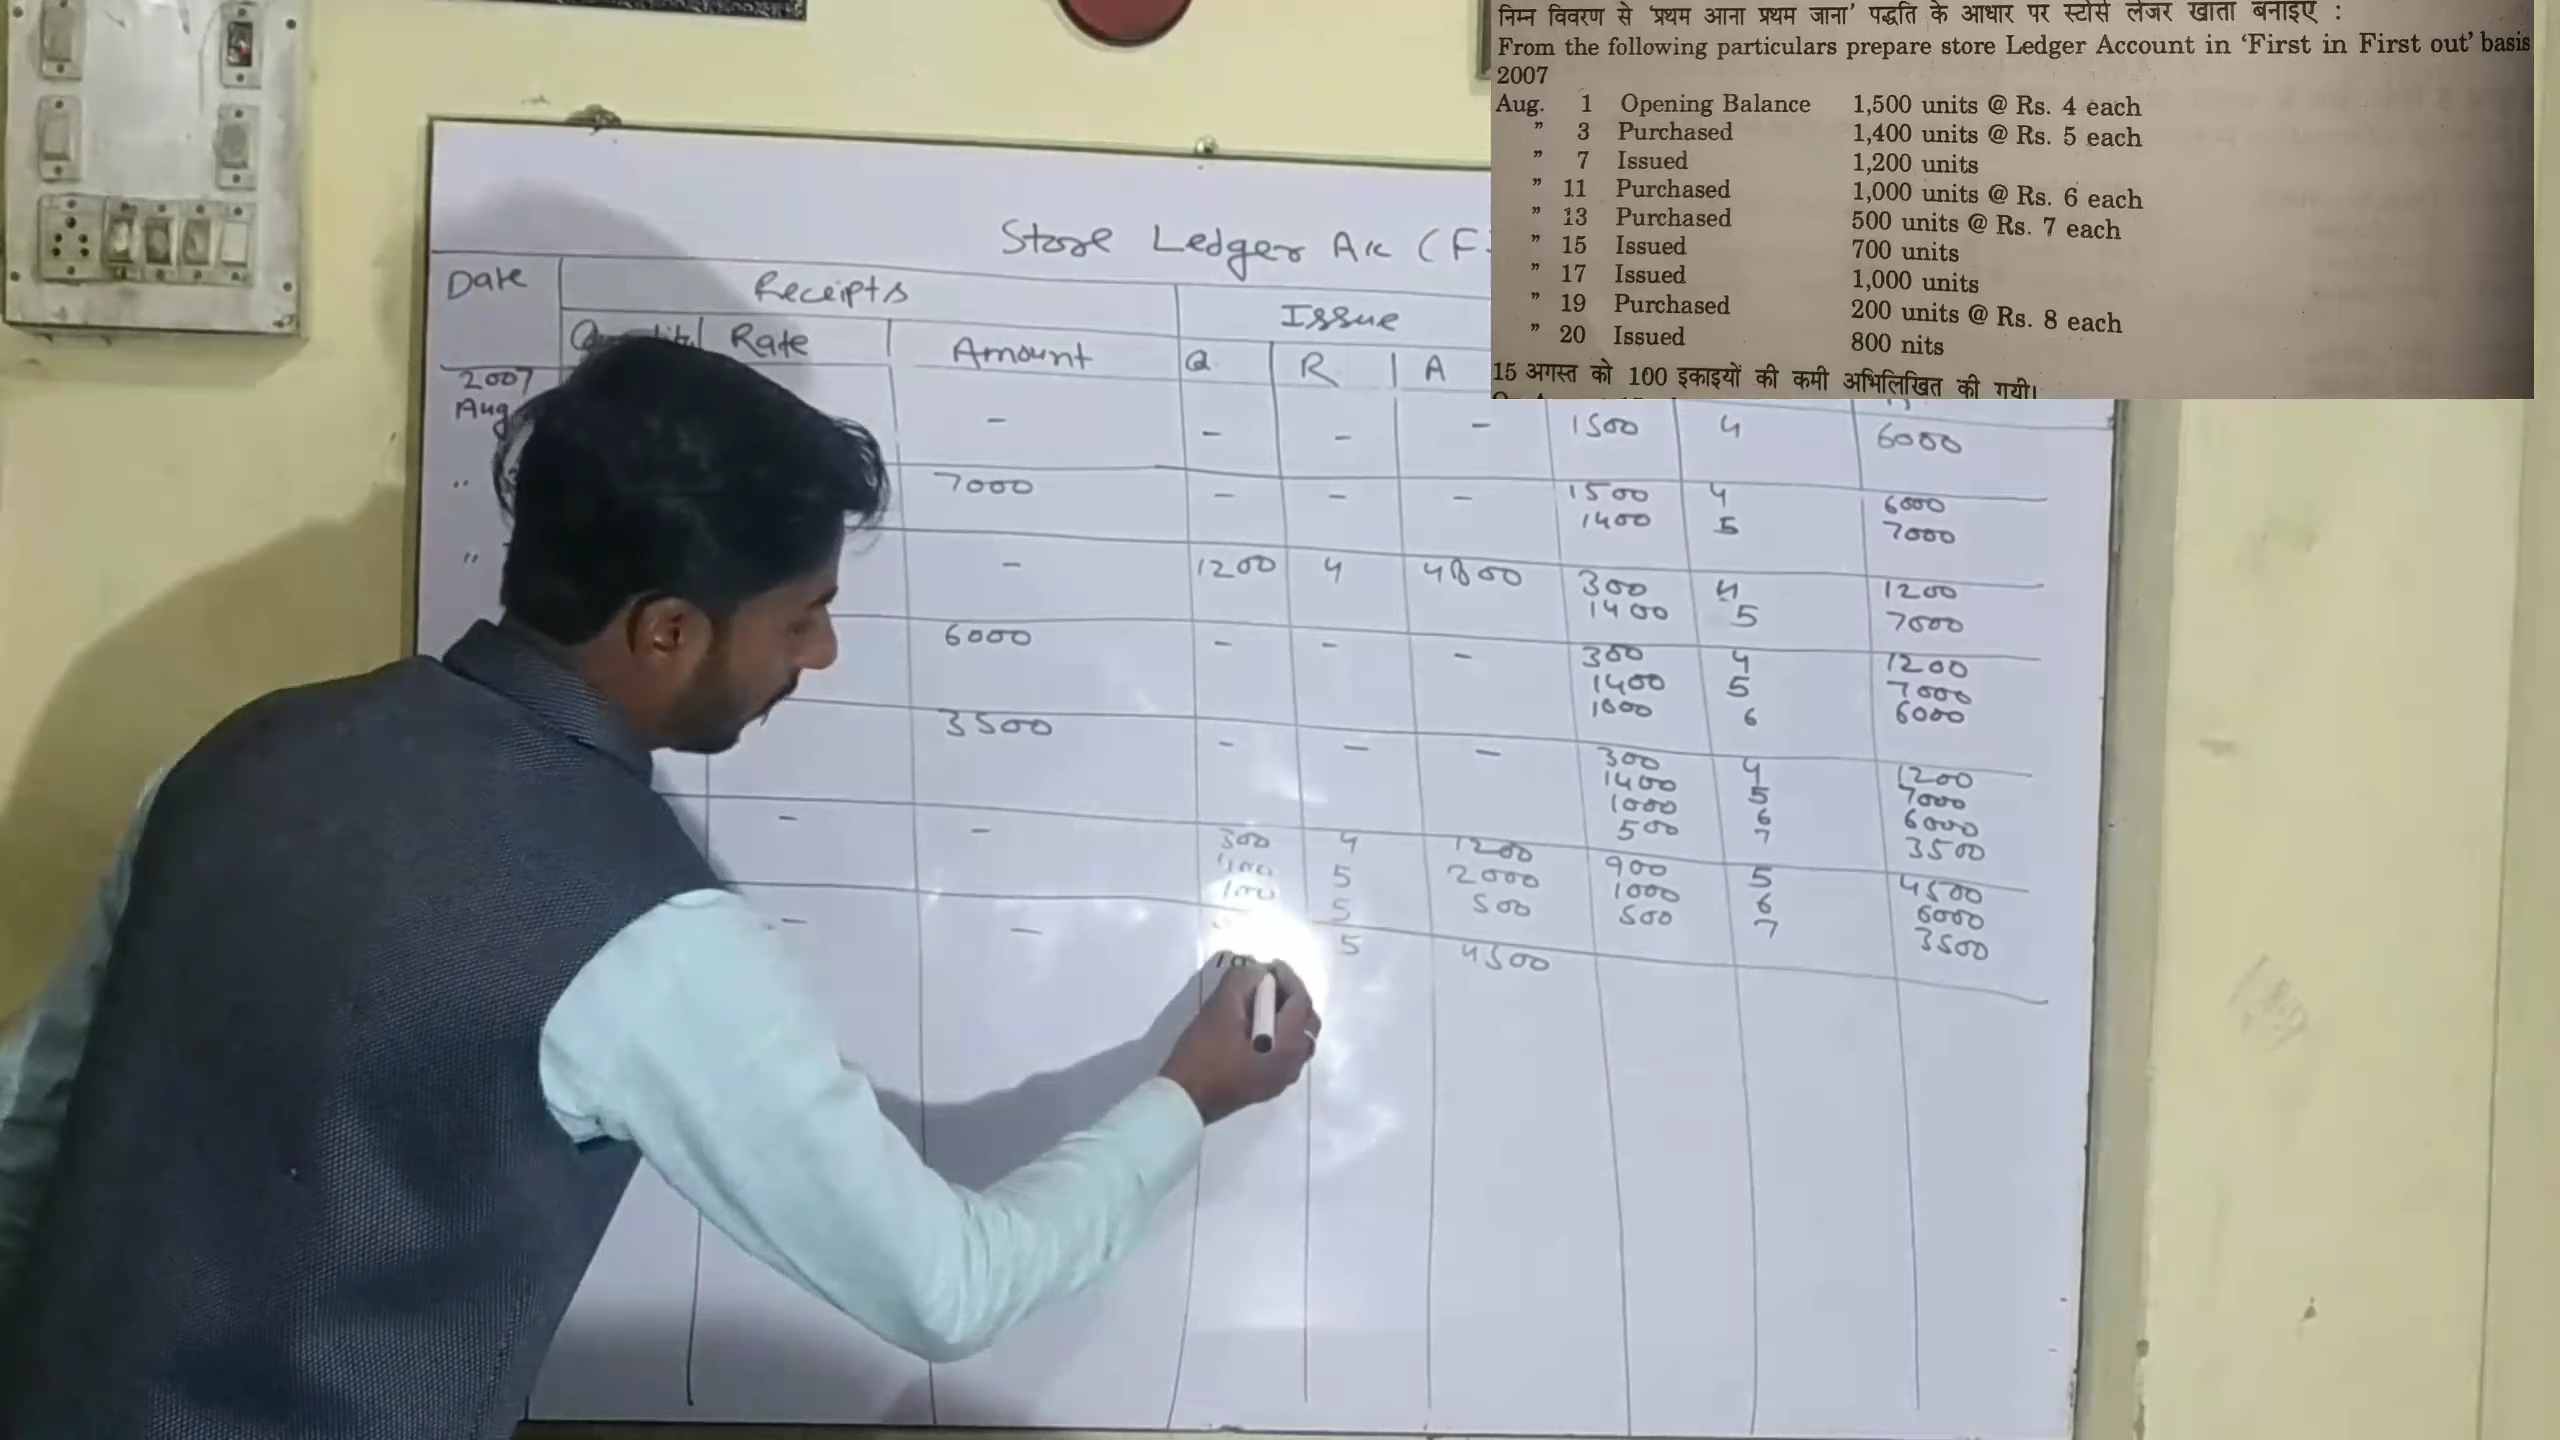 निम्न विवरण से 'प्रथम आना प्रथम जाना' पद्धति के आधार पर स्टोर्स लेजर खाता बनाइए :
From the following particulars prepare store Ledger Account in 'First in First out' basis
2007
Aug. 1 Opening Balance 1,500 units @ Rs. 4 each
" 3 Purchased 1,400 units @ Rs. 5 each
" 7 Issued 1,200 units
" 11 Purchased 1,000 units @ Rs. 6 each
" 13 Purchased 500 units @ Rs. 7 each
" 15 Issued 700 units
" 17 Issued 1,000 units
" 19 Purchased 200 units @ Rs. 8 each
" 20 Issued 800 nits
15 अगस्त को 100 इकाइयों की कमी अभिलिखित की गयी।
Store Ledger A/c (F
Date Receipts Issue
Quantity Rate Amount Q. R A
2007
Aug - - - - 1500 4 6000
" 7000 - - - 1500 4 6000
1400 5 7000
" - 1200 4 4800 300 4 1200
1400 5 7000
6000 - - - 300 4 1200
1400 5 7000
1000 6 6000
3500 - - - 300 4 1200
1400 5 7000
1000 6 6000
500 7 3500
- - 300 4 1200 900 5 4500
400 5 2000 1000 6 6000
100 5 500 500 7 3500
- - 5 4500
10